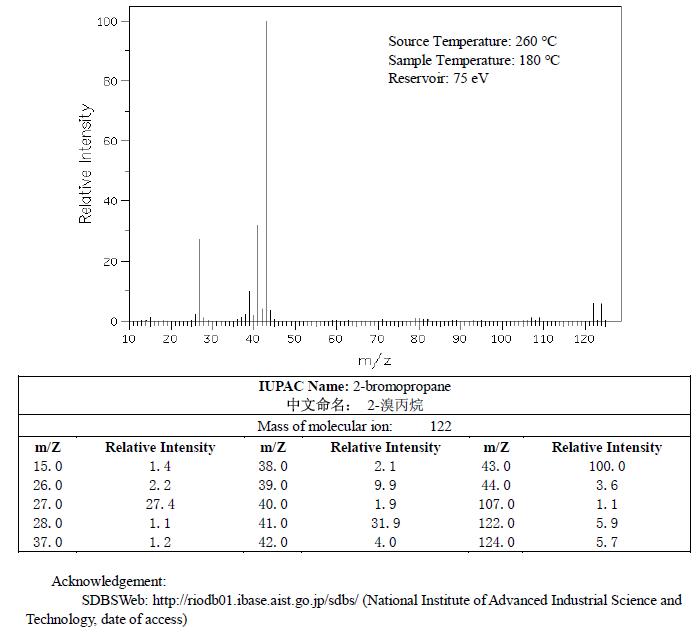 100
80
60
40
20
0
Relative Intensity
Source Temperature: 260 °C
Sample Temperature: 180 °C
Reservoir: 75 eV
10 20 30 40 50 60 70 80 90 100 110 120
m/z
IUPAC Name: 2-bromopropane
中文命名： 2-溴丙烷
Mass of molecular ion: 122
m/Z Relative Intensity m/Z Relative Intensity m/Z Relative Intensity
15.0 1.4 38.0 2.1 43.0 100.0
26.0 2.2 39.0 9.9 44.0 3.6
27.0 27.4 40.0 1.9 107.0 1.1
28.0 1.1 41.0 31.9 122.0 5.9
37.0 1.2 42.0 4.0 124.0 5.7
Acknowledgement:
SDBSWeb: http://riodb01.ibase.aist.go.jp/sdbs/ (National Institute of Advanced Industrial Science and
Technology, date of access)